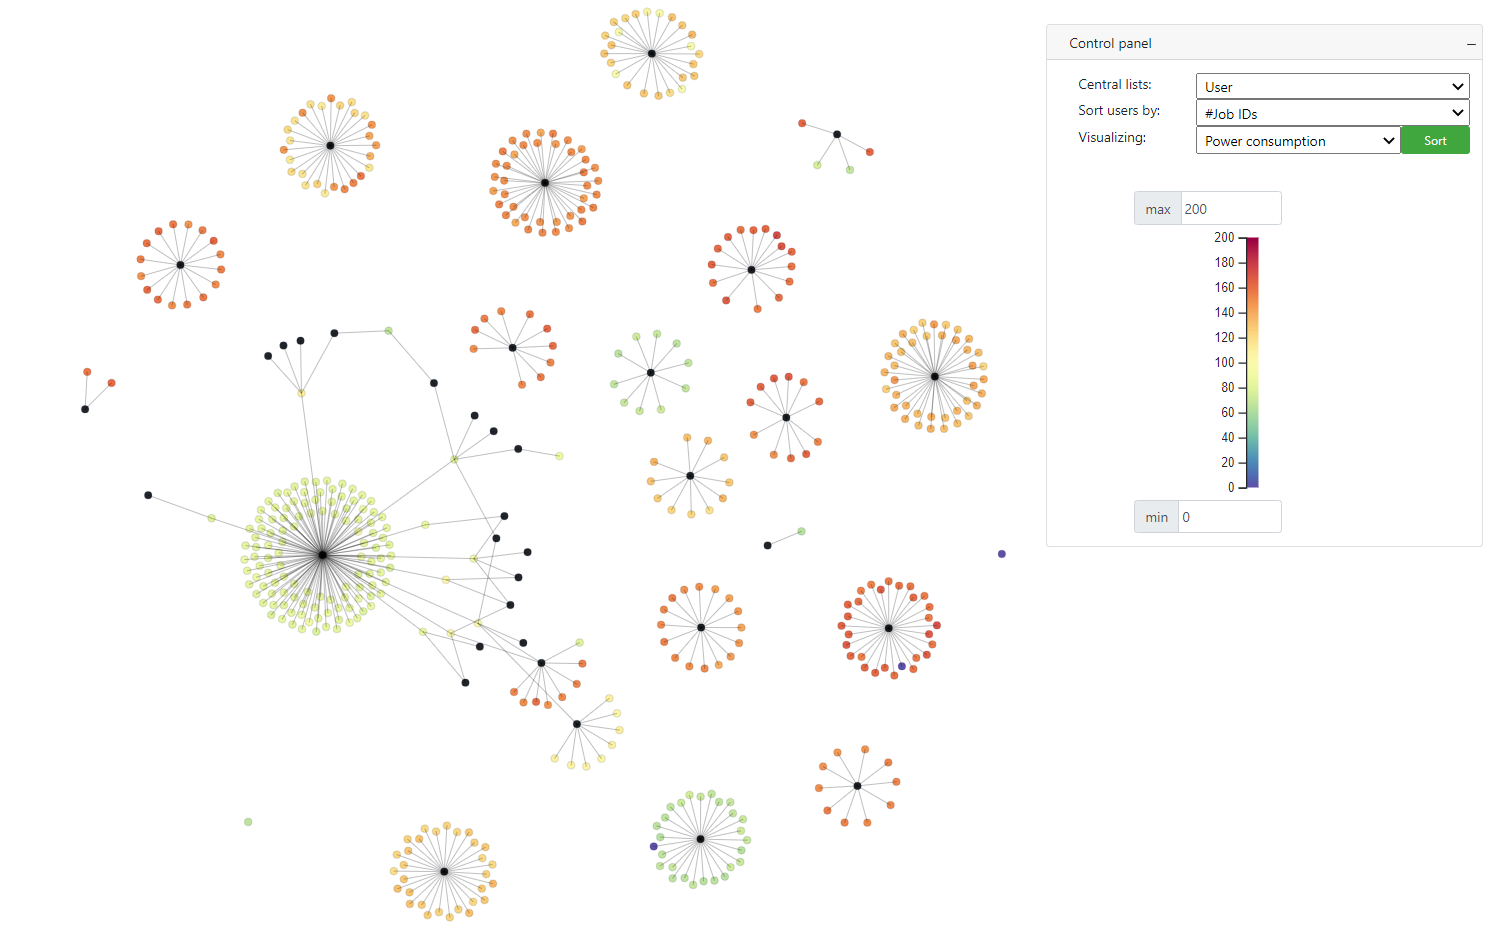 Control panel –
Central lists: User
Sort users by: #Job IDs
Visualizing: Power consumption Sort
max 200
200
180
160
140
120
100
80
60
40
20
0
min 0